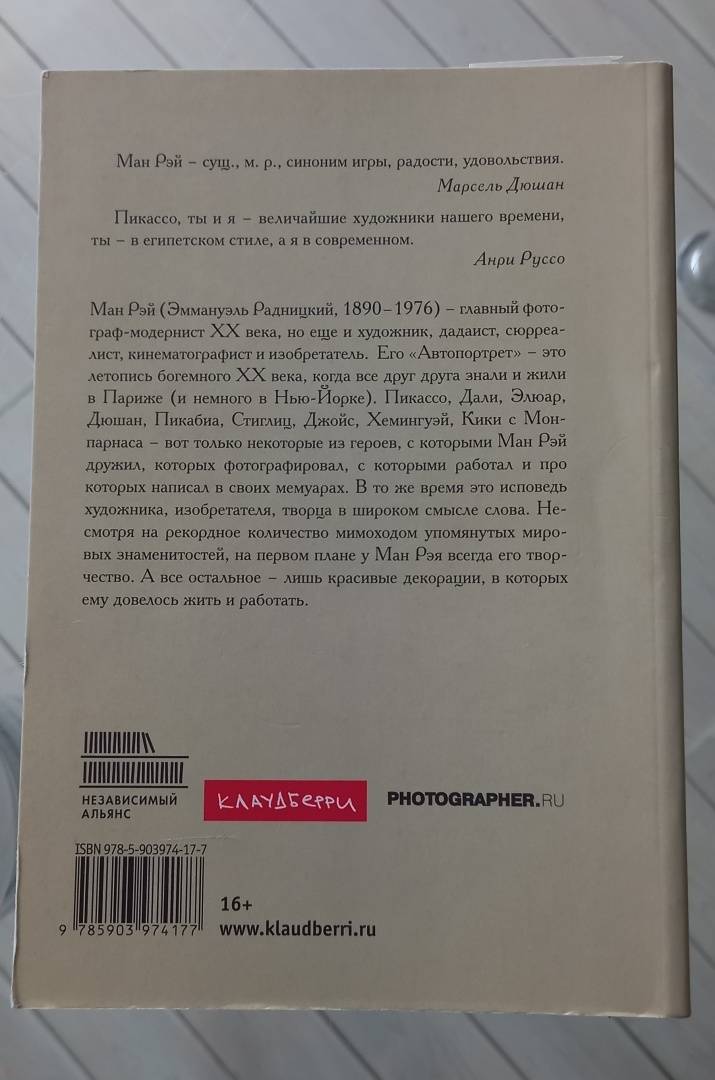 Ман Рэй – сущ., м. р., синоним игры, радости, удовольствия.
Марсель Дюшан
Пикассо, ты и я – величайшие художники нашего времени,
ты – в египетском стиле, а я в современном.
Анри Руссо
Ман Рэй (Эммануэль Радницкий, 1890–1976) – главный фото-
граф-модернист XX века, но еще и художник, дадаист, сюрреа-
лист, кинематографист и изобретатель. Его «Автопортрет» – это
летопись богемного XX века, когда все друг друга знали и жили
в Париже (и немного в Нью-Йорке). Пикассо, Дали, Элюар,
Дюшан, Пикабиа, Стиглиц, Джойс, Хемингуэй, Кики с Мон-
парнаса – вот только некоторые из героев, с которыми Ман Рэй
дружил, которых фотографировал, с которыми работал и про
которых написал в своих мемуарах. В то же время это исповедь
художника, изобретателя, творца в широком смысле слова. Не-
смотря на рекордное количество мимоходом упомянутых миро-
вых знаменитостей, на первом плане у Ман Рэя всегда его твор-
чество. А все остальное – лишь красивые декорации, в которых
ему довелось жить и работать.
НЕЗАВИСИМЫЙ
АЛЬЯНС
КЛАУДБЕРРИ
PHOTOGRAPHER.RU
ISBN 978-5-903974-17-7
9 785903 974177
16+
www.klaudberri.ru